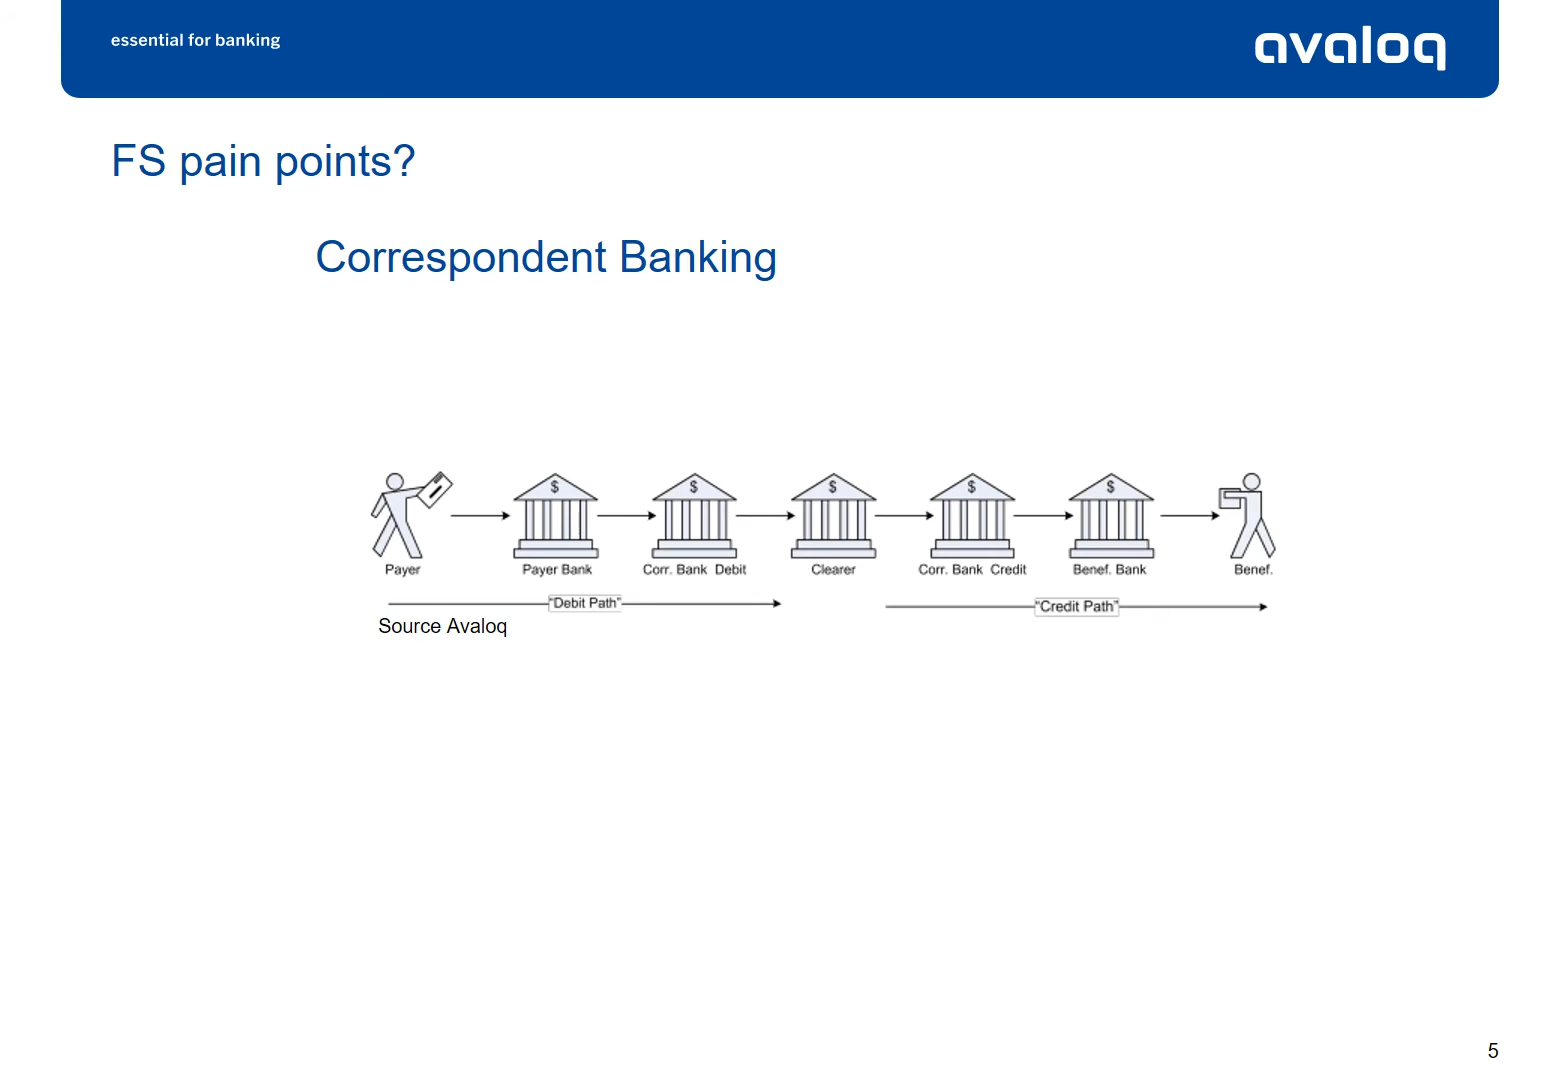 essential for banking
avaloq
FS pain points?
Correspondent Banking
$ $ $ $ $
Payer Payer Bank Corr. Bank Debit Clearer Corr. Bank Credit Benef. Bank Benef.
"Debit Path" "Credit Path"
Source Avaloq
5